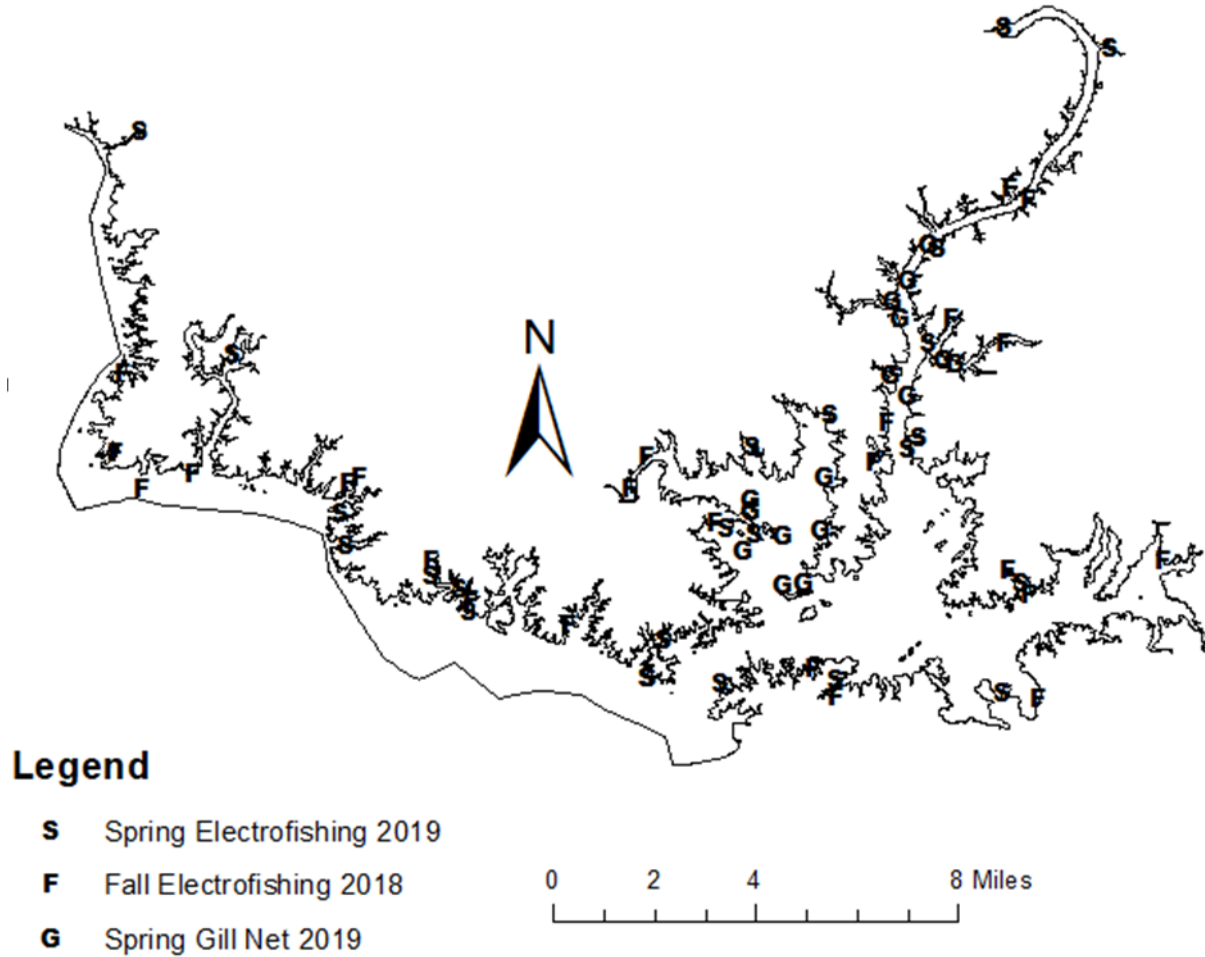 S
S
S
F
F
G S
G
G
G F
N
S F
S
G G
F G
G
S
F
S
S S
F F F
F F G
F F F
G
S G
F S G
S G
S G
F F
F
S G G S
S F
F
S
F
S
F
S S S
F S F
Legend
S Spring Electrofishing 2019
F Fall Electrofishing 2018
G Spring Gill Net 2019
0 2 4 8 Miles